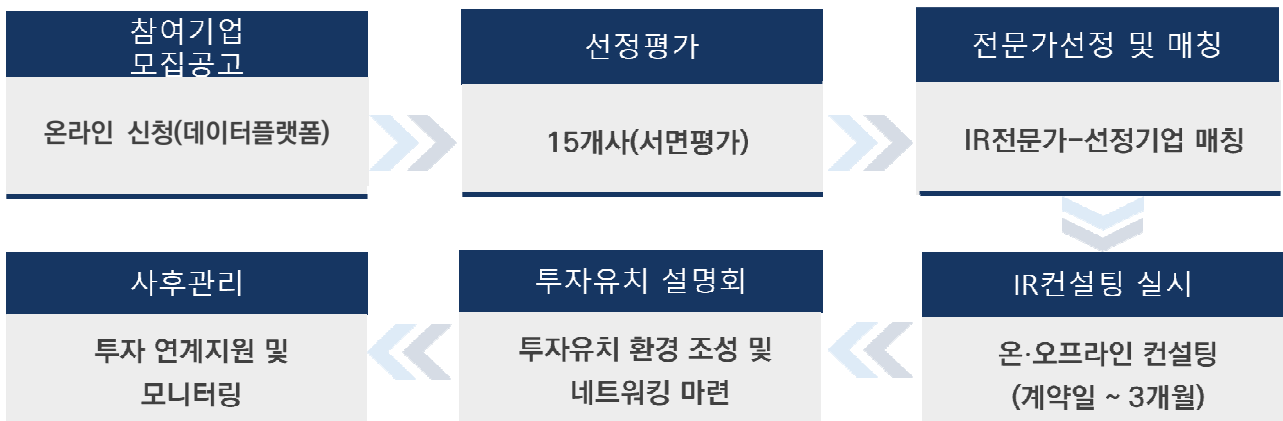 참여기업
모집공고
온라인 신청(데이터플랫폼)
선정평가
15개사(서면평가)
전문가선정 및 매칭
IR전문가-선정기업 매칭
IR컨설팅 실시
온·오프라인 컨설팅
(계약일 ~ 3개월)
투자유치 설명회
투자유치 환경 조성 및
네트워킹 마련
사후관리
투자 연계지원 및
모니터링